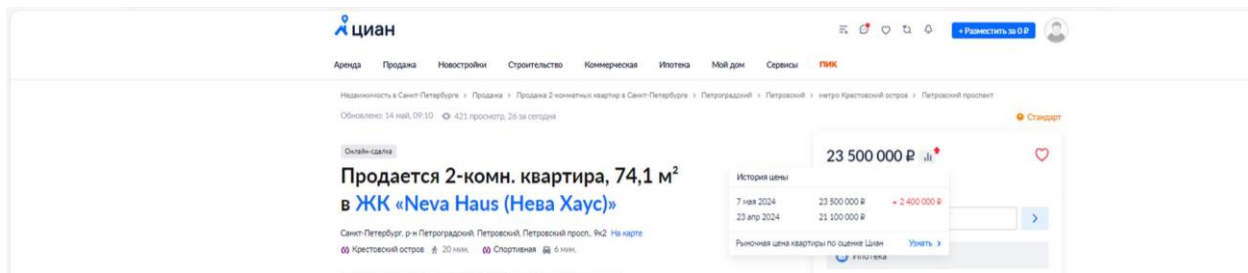 циан
+ Разместить за 0 ₽
Аренда Продажа Новостройки Строительство Коммерческая Ипотека Мой дом Сервисы ПИК
Недвижимость в Санкт-Петербурге > Продажа > Продажа 2-комнатных квартир в Санкт-Петербурге > Петроградский > Петровский > метро Крестовский остров > Петровский проспект
Обновлено: 14 май, 09:10 421 просмотр, 26 за сегодня
Стандарт
Онлайн-сделка
Продается 2-комн. квартира, 74,1 м²
в ЖК «Neva Haus (Нева Хаус)»
Санкт-Петербург, р-н Петроградский, Петровский, Петровский просп., 9к2 На карте
Крестовский остров 20 мин. Спортивная 6 мин.
23 500 000 ₽
История цены
7 мая 2024 23 500 000 ₽ 2 400 000 ₽
23 апр 2024 21 100 000 ₽
Рыночная цена квартиры по оценке Циан Узнать >
Ипотека